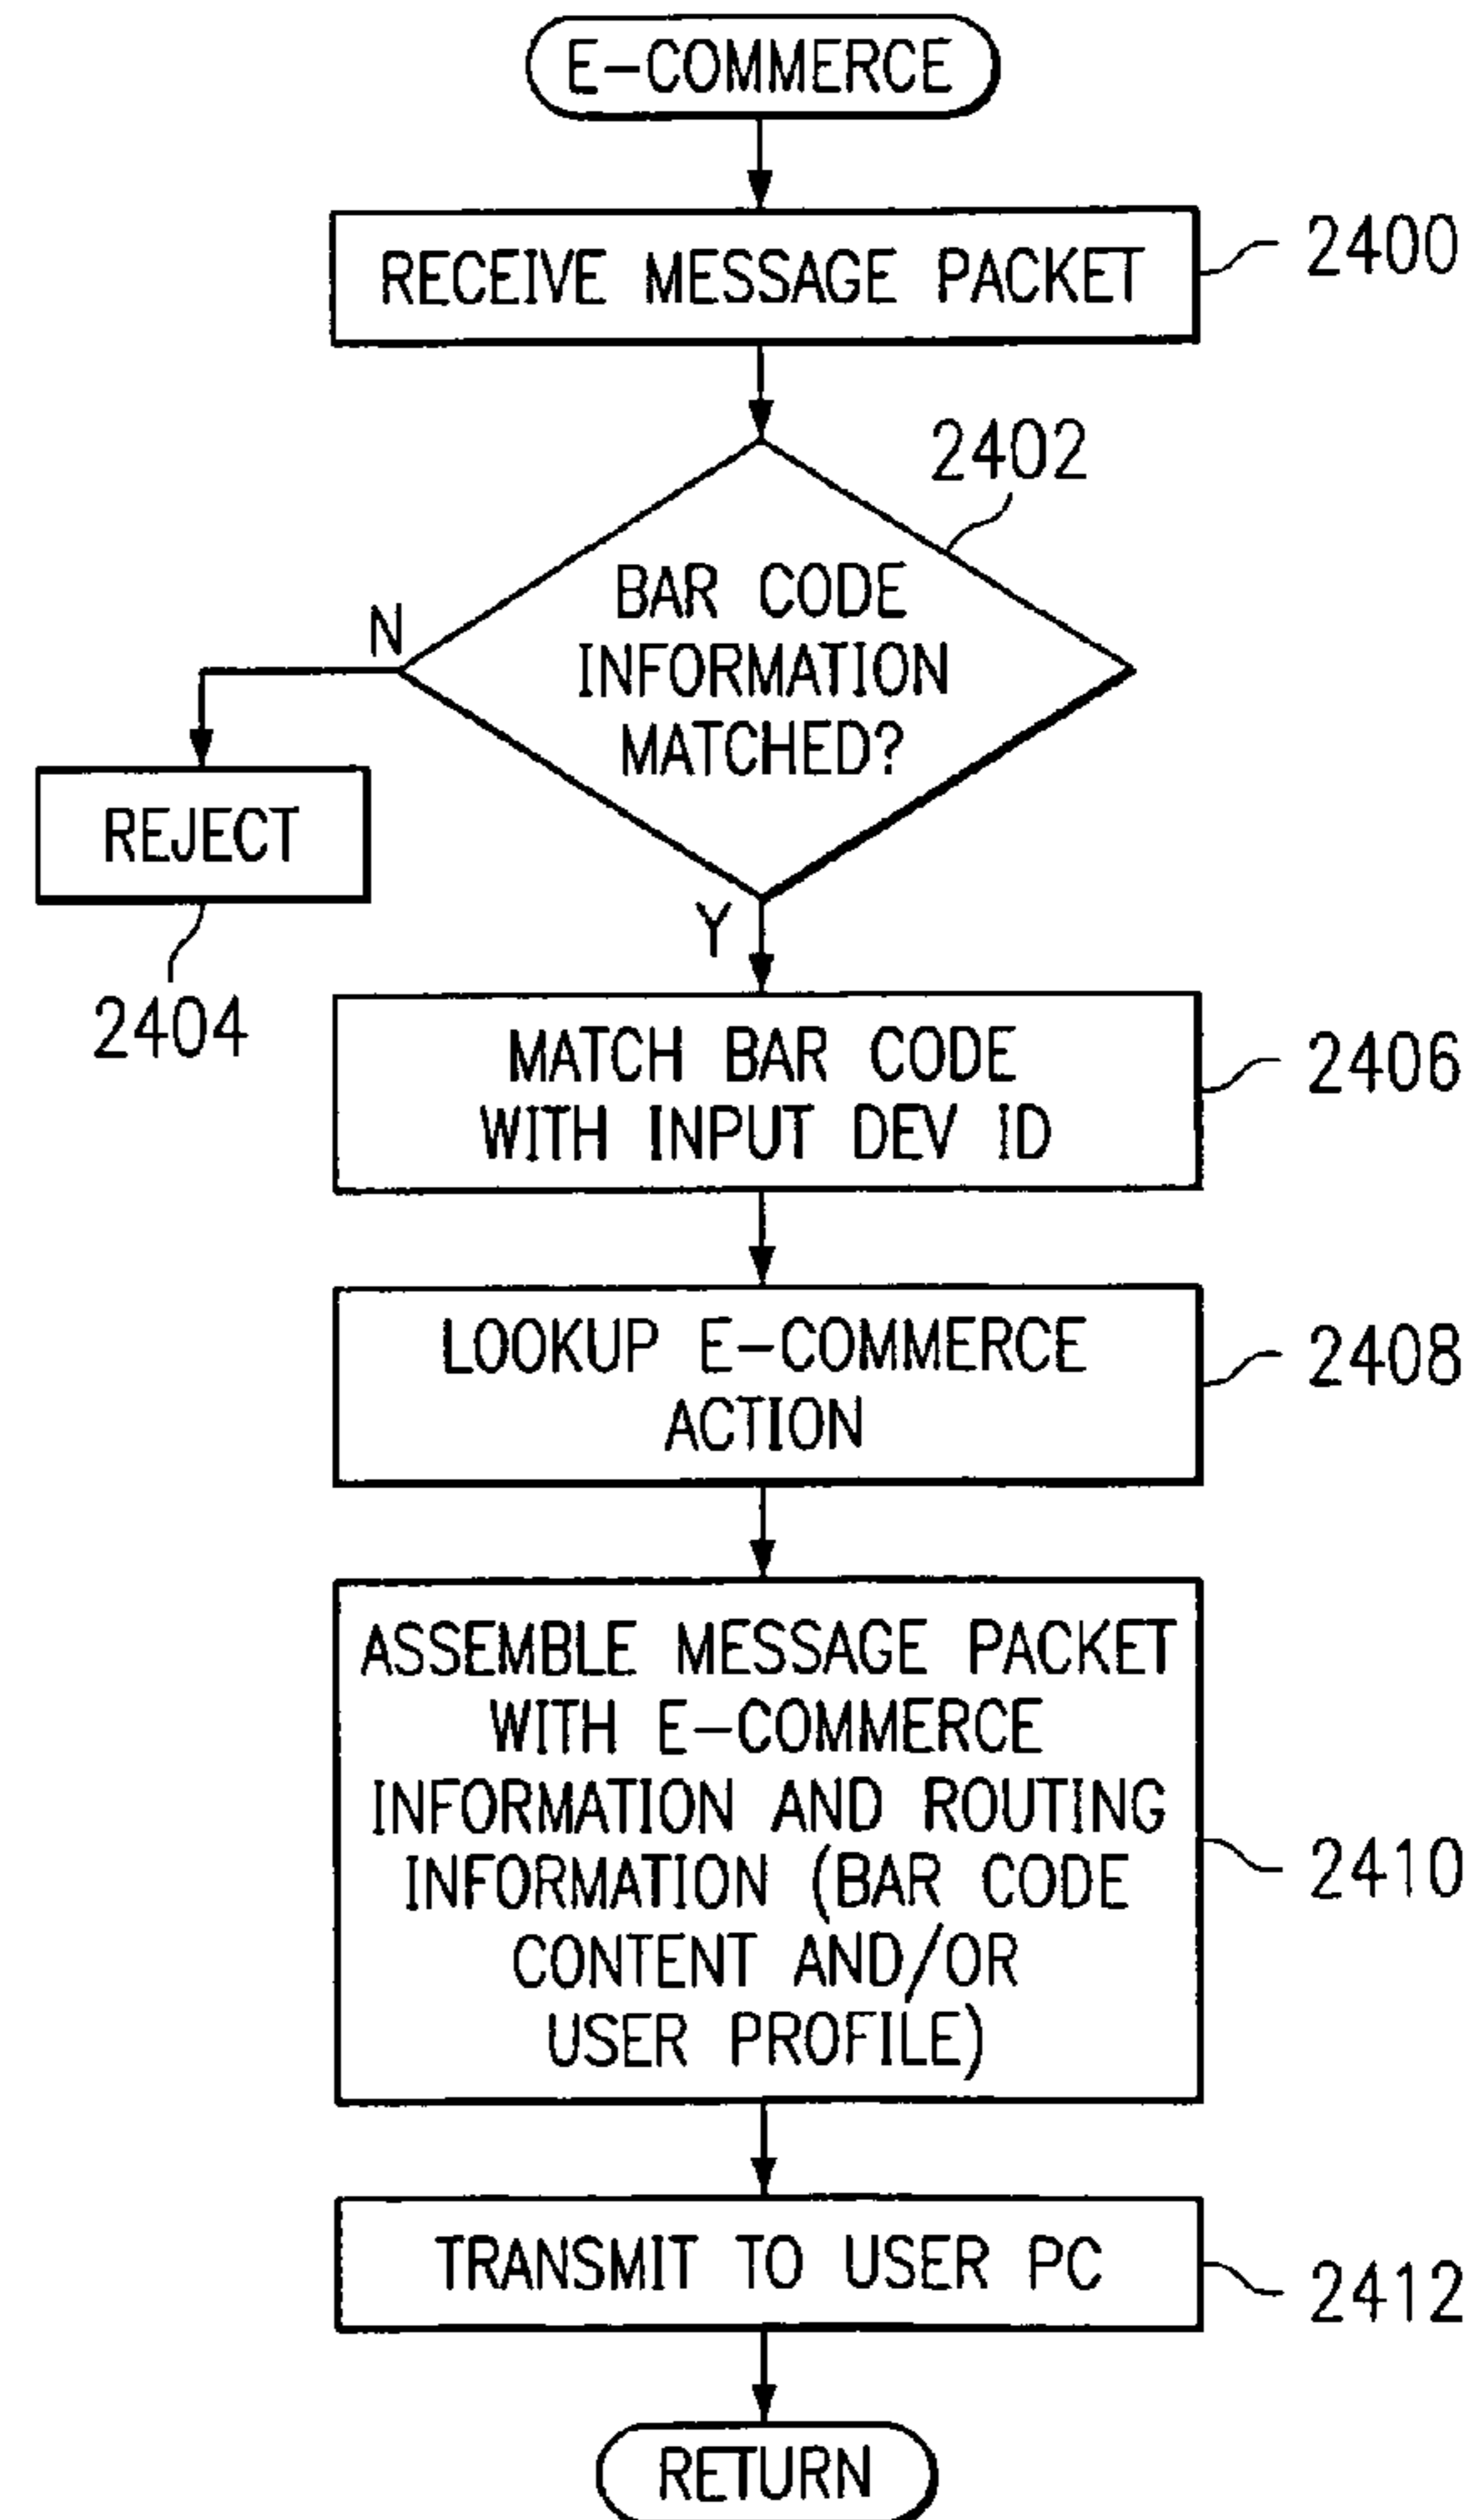 E-COMMERCE
RECEIVE MESSAGE PACKET
2400
2402
BAR CODE
INFORMATION
MATCHED?
N
REJECT
2404
Y
MATCH BAR CODE
WITH INPUT DEV ID
2406
LOOKUP E-COMMERCE
ACTION
2408
ASSEMBLE MESSAGE PACKET
WITH E-COMMERCE
INFORMATION AND ROUTING
INFORMATION (BAR CODE
CONTENT AND/OR
USER PROFILE)
2410
TRANSMIT TO USER PC
2412
RETURN